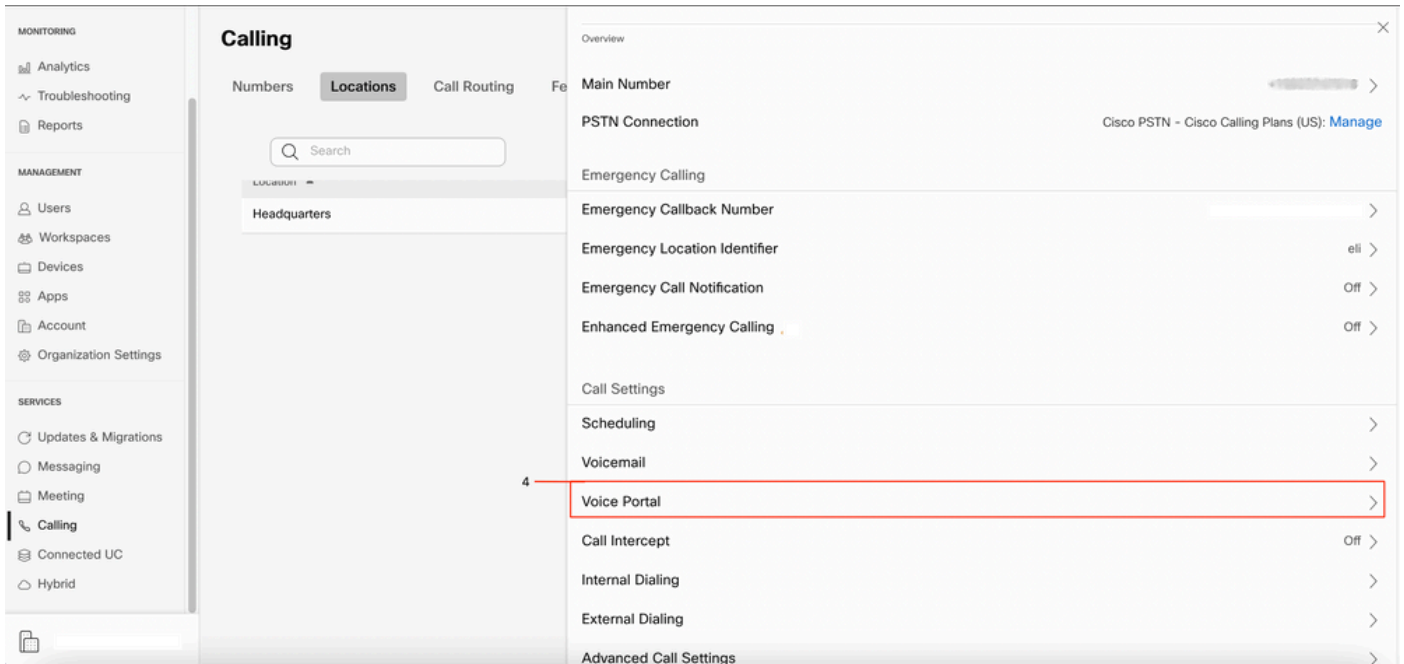 MONITORING
Analytics
Troubleshooting
Reports
MANAGEMENT
Users
Workspaces
Devices
Apps
Account
Organization Settings
SERVICES
Updates & Migrations
Messaging
Meeting
Calling
Connected UC
Hybrid
Calling
Numbers Locations Call Routing Fe
Search
Location
Headquarters
4
Overview
Main Number
PSTN Connection Cisco PSTN - Cisco Calling Plans (US): Manage
Emergency Calling
Emergency Callback Number
Emergency Location Identifier eli
Emergency Call Notification Off
Enhanced Emergency Calling Off
Call Settings
Scheduling
Voicemail
Voice Portal
Call Intercept Off
Internal Dialing
External Dialing
Advanced Call Settings